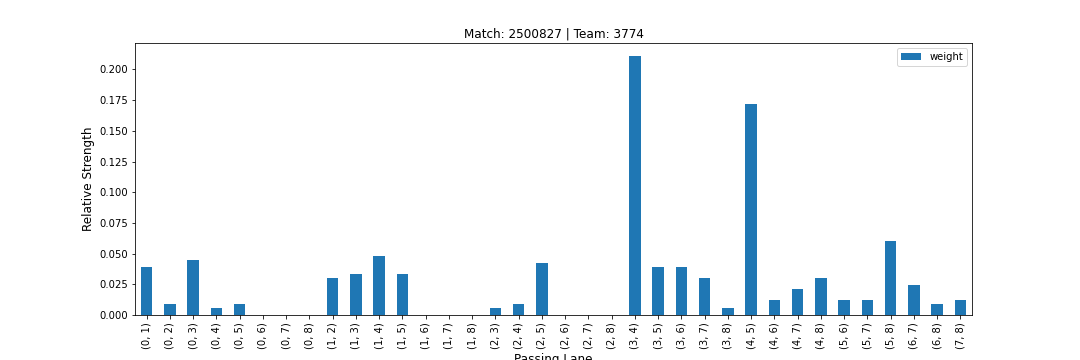 Match: 2500827 | Team: 3774
weight
Relative Strength
0.200
0.175
0.150
0.125
0.100
0.075
0.050
0.025
0.000
(0, 1) (0, 2) (0, 3) (0, 4) (0, 5) (0, 6) (0, 7) (0, 8) (1, 2) (1, 3) (1, 4) (1, 5) (1, 6) (1, 7) (1, 8) (2, 3) (2, 4) (2, 5) (2, 6) (2, 7) (2, 8) (3, 4) (3, 5) (3, 6) (3, 7) (3, 8) (4, 5) (4, 6) (4, 7) (4, 8) (5, 6) (5, 7) (5, 8) (6, 7) (6, 8) (7, 8)
Passing Lane